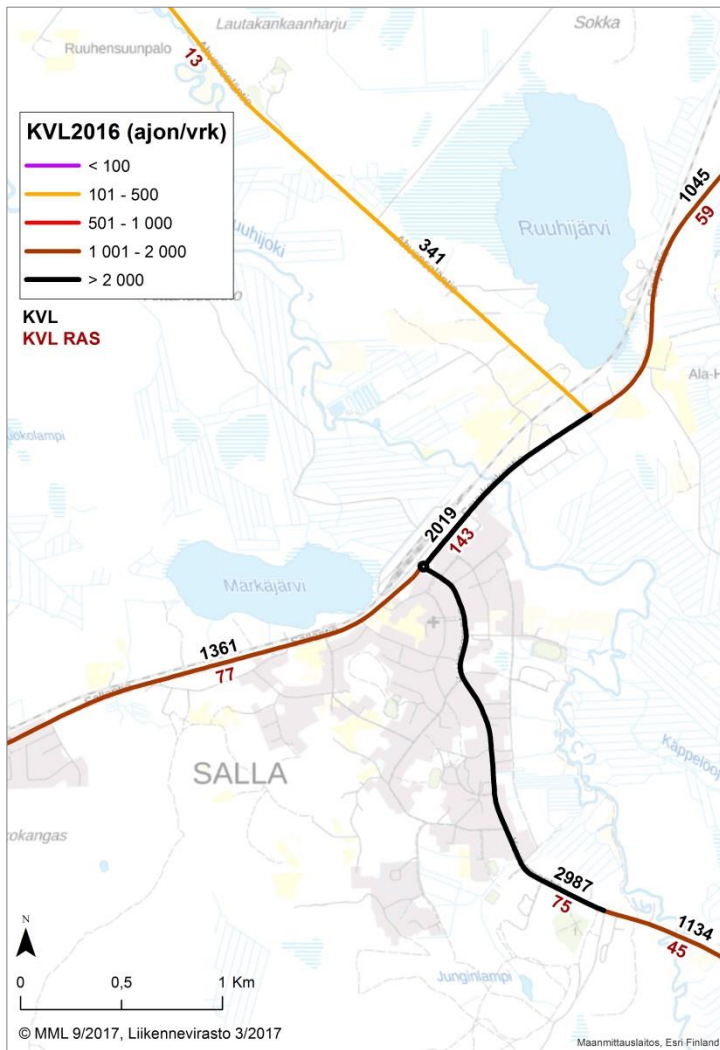 Lautakankaanharju
Sokka
Ruuhensuunpalo
13
KVL2016 (ajon/vrk)
< 100
101 - 500
501 - 1 000
1 001 - 2 000
> 2 000
KVL
KVL RAS
1045
59
Ruuhijärvi
341
2019
143
Märkäjärvi
1361
77
SALLA
2987
75
1134
45
Junginlampi
N
0 0,5 1 Km
© MML 9/2017, Liikennevirasto 3/2017
Maanmittauslaitos, Esri Finland